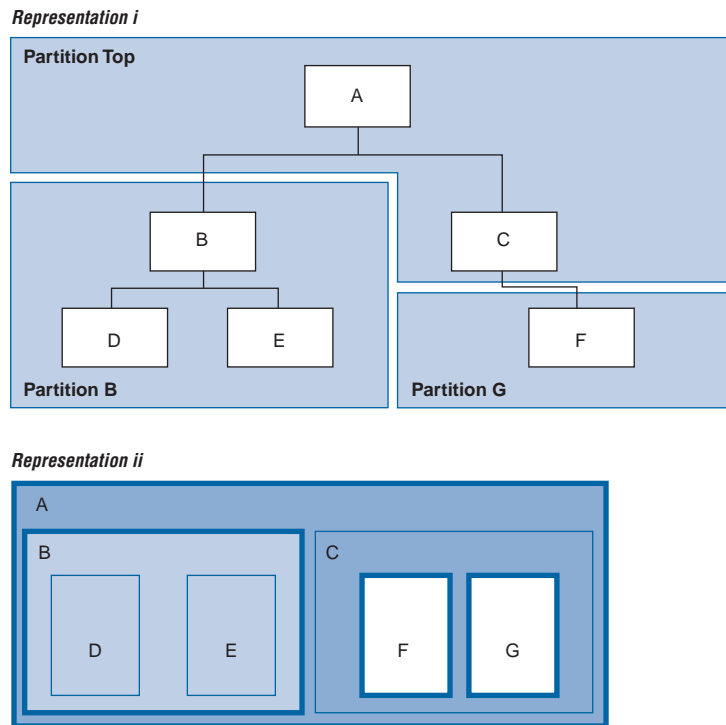 Representation i
Partition Top
A
B
C
D
E
F
Partition B
Partition G
Representation ii
A
B
C
D
E
F
G